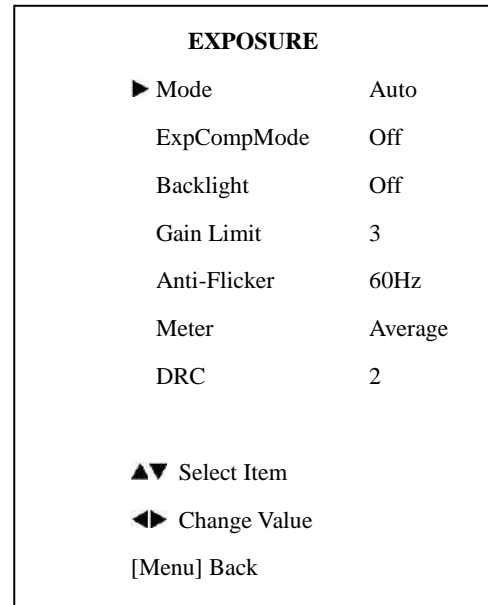 EXPOSURE
▶ Mode Auto
ExpCompMode Off
Backlight Off
Gain Limit 3
Anti-Flicker 60Hz
Meter Average
DRC 2
▲▼ Select Item
◀▶ Change Value
[Menu] Back